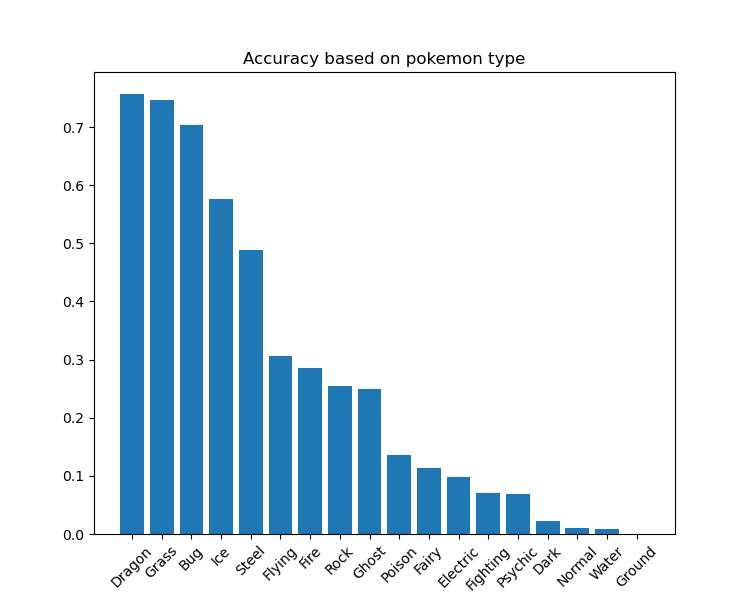 Accuracy based on pokemon type
0.7
0.6
0.5
0.4
0.3
0.2
0.1
0.0
Dragon
Grass
Bug
Ice
Steel
Flying
Fire
Rock
Ghost
Poison
Fairy
Electric
Fighting
Psychic
Dark
Normal
Water
Ground